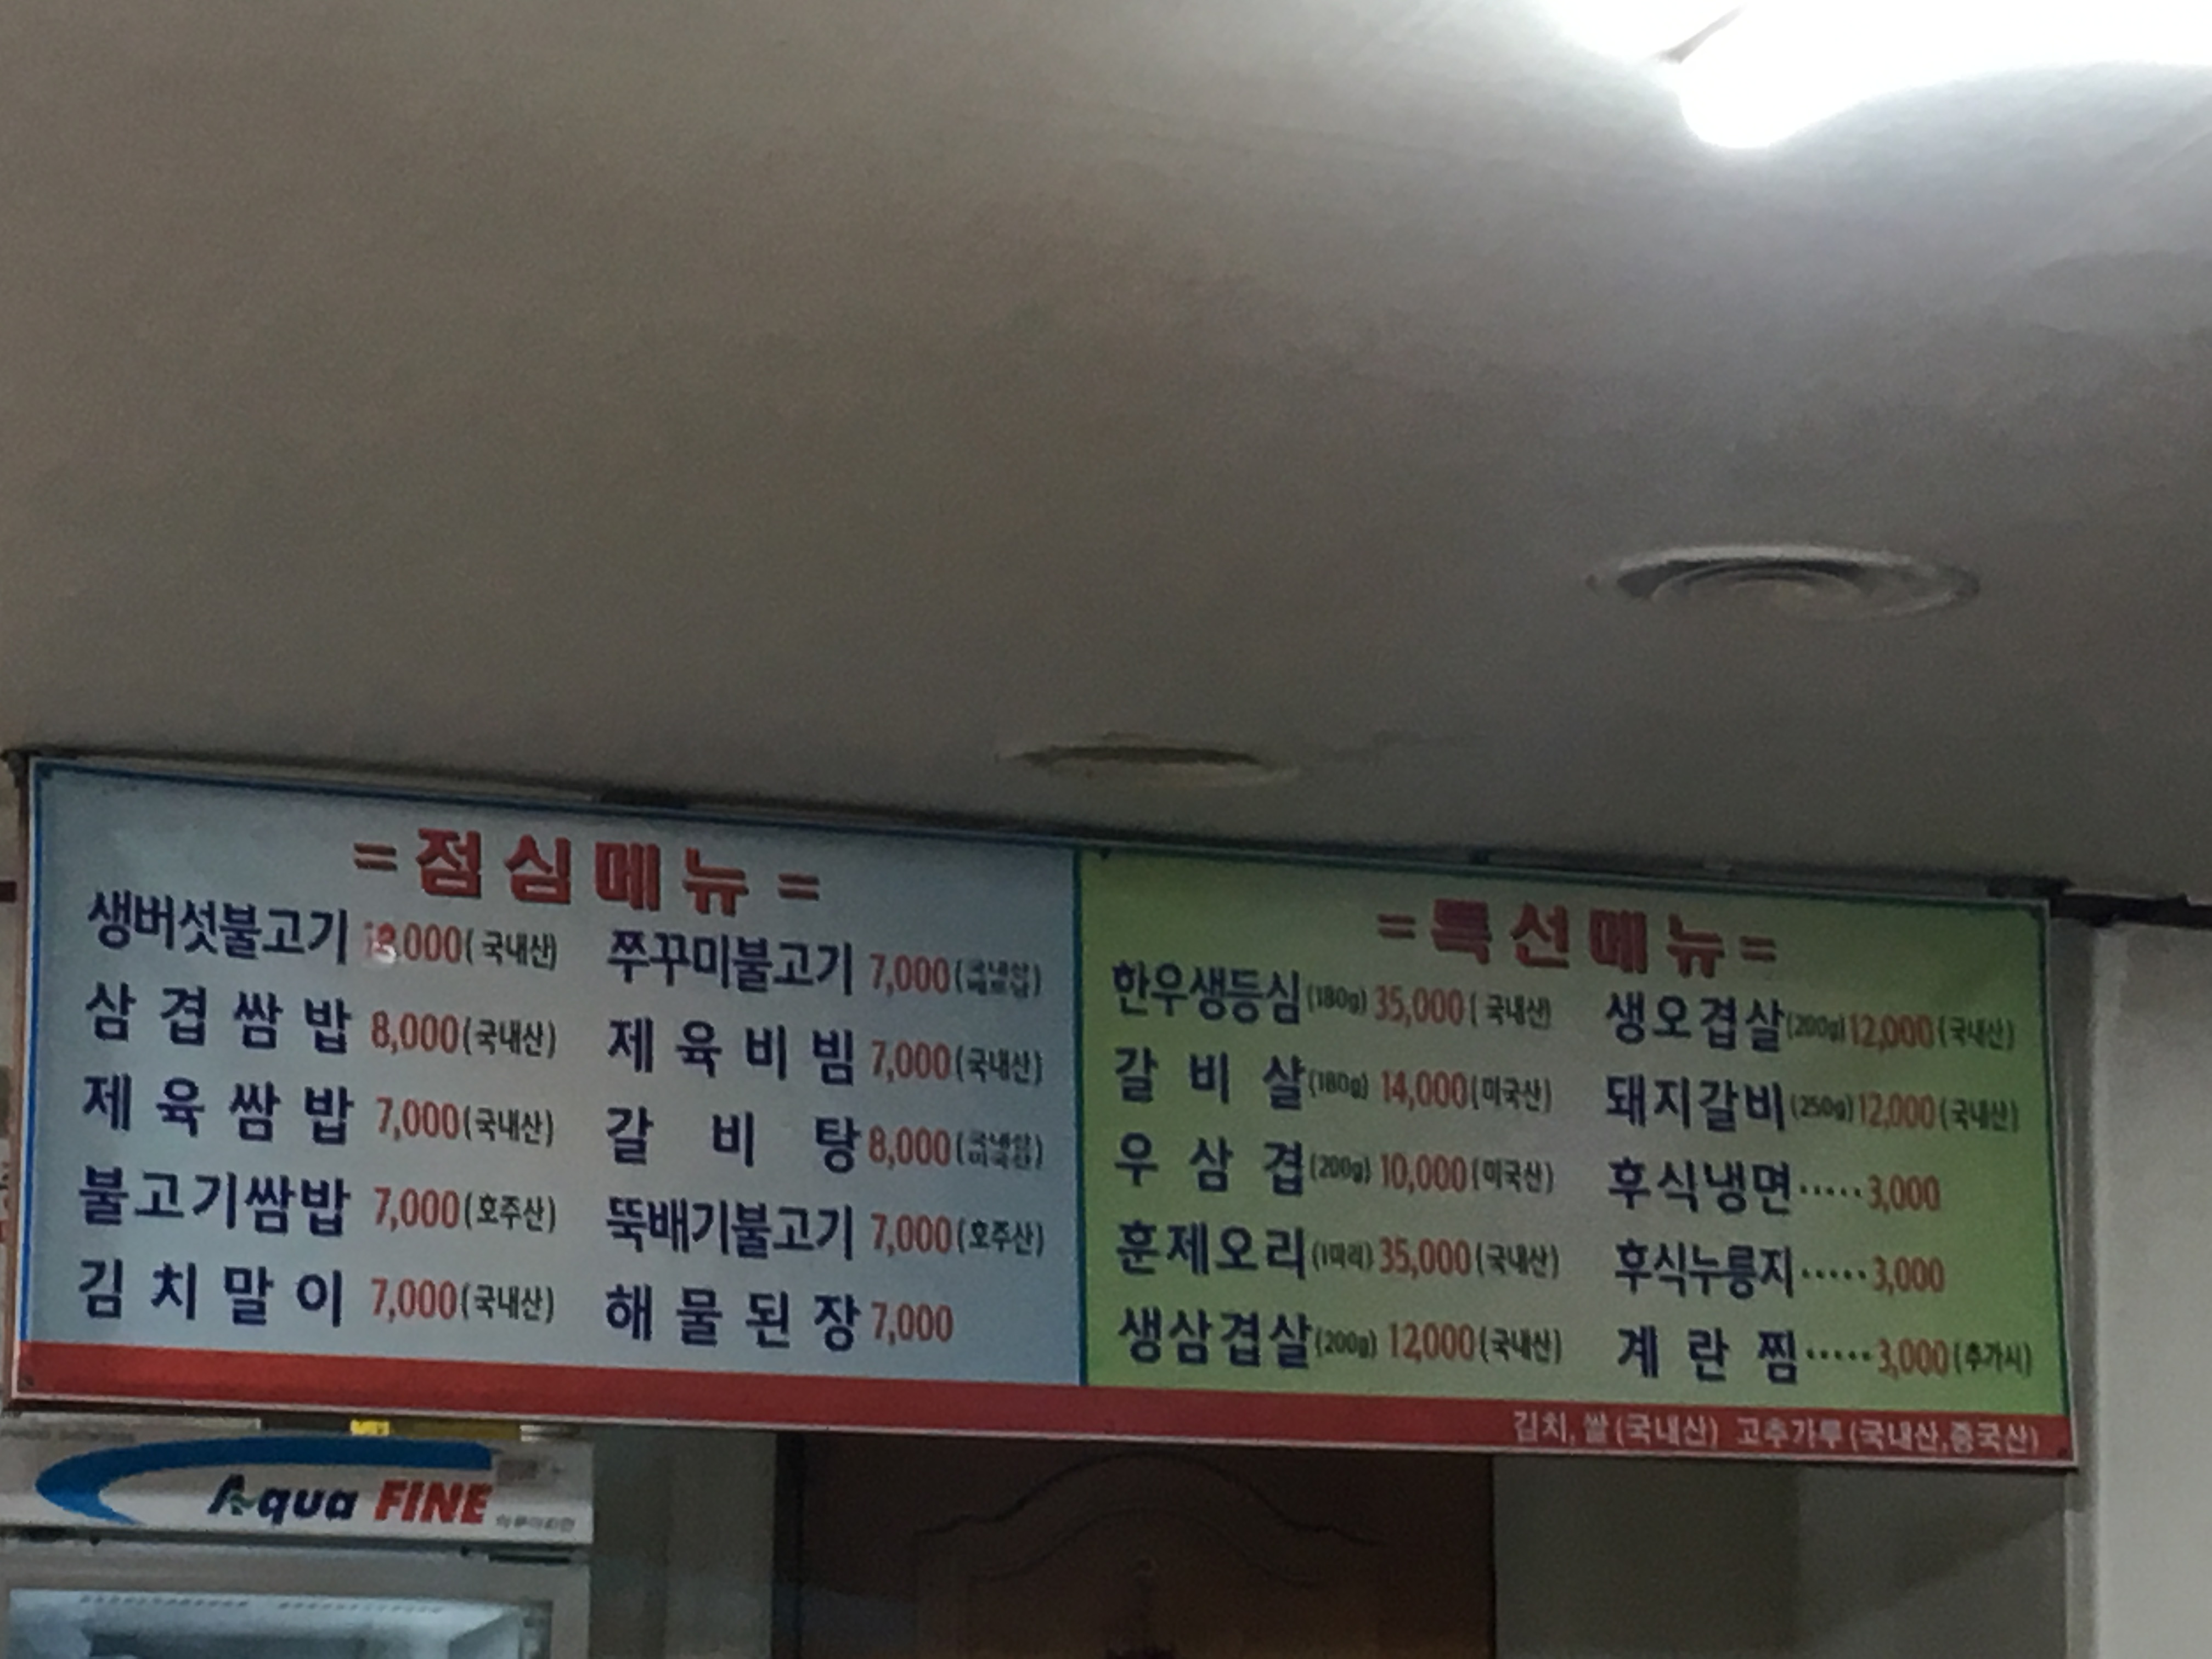 =점심메뉴=
생버섯불고기 000(국내산)
삼겹쌈밥 8,000(국내산)
제육쌈밥 7,000(국내산)
불고기쌈밥 7,000(호주산)
김치말이 7,000(국내산)
쭈꾸미불고기 7,000
제육비빔 7,000(국내산)
갈비탕 8,000
뚝배기불고기 7,000(호주산)
해물된장 7,000
=특선메뉴=
한우생등심(180g) 35,000(국내산)
갈비살(180g) 14,000(미국산)
우삼겹(200g) 10,000(미국산)
훈제오리(1마리) 35,000(국내산)
생삼겹살(200g) 12,000(국내산)
생오겹살(200g) 12,000(국내산)
돼지갈비(250g) 12,000(국내산)
후식냉면·····3,000
후식누룽지·····3,000
계란찜·····3,000(추가시)
김치, 쌀(국내산) 고추가루(국내산,중국산)
Aqua FINE